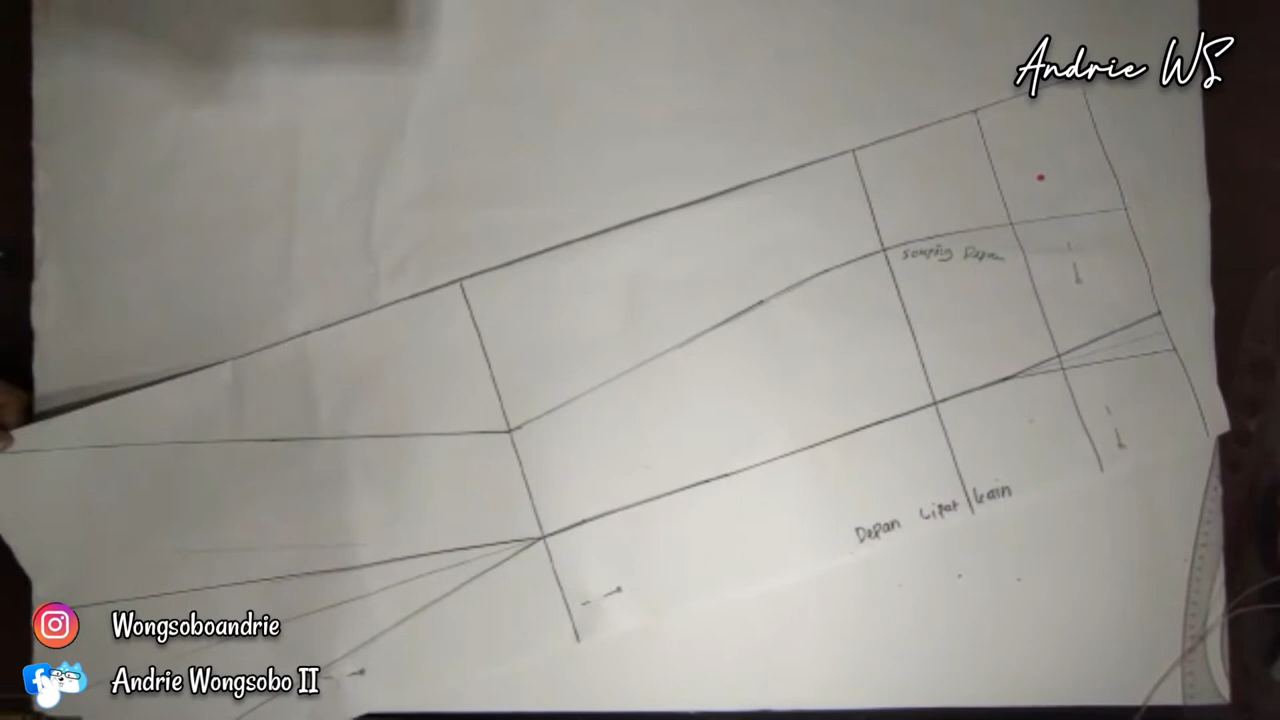 Andrie WS
Samping Depan
Depan Lipat kain
Wongsoboandrie
Andrie Wongsobo II